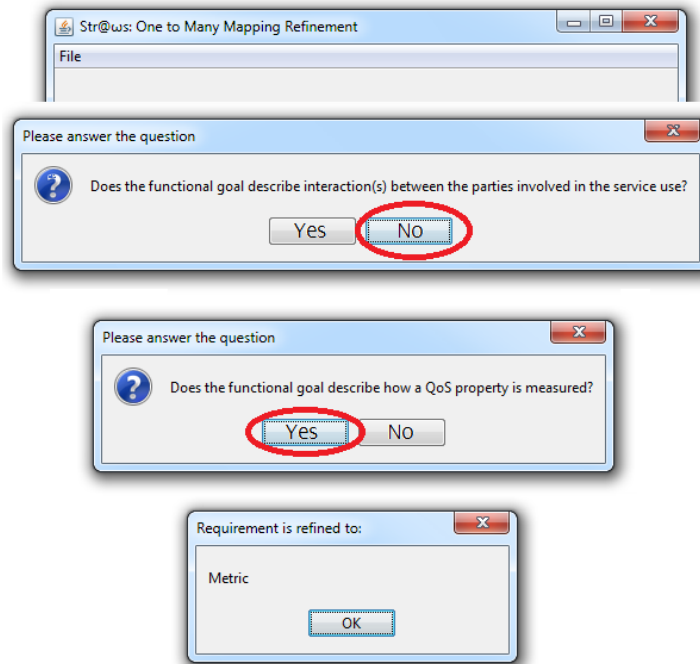 Str@ωs: One to Many Mapping Refinement
File
Please answer the question
Does the functional goal describe interaction(s) between the parties involved in the service use?
Yes No
Please answer the question
Does the functional goal describe how a QoS property is measured?
Yes No
Requirement is refined to:
Metric
OK